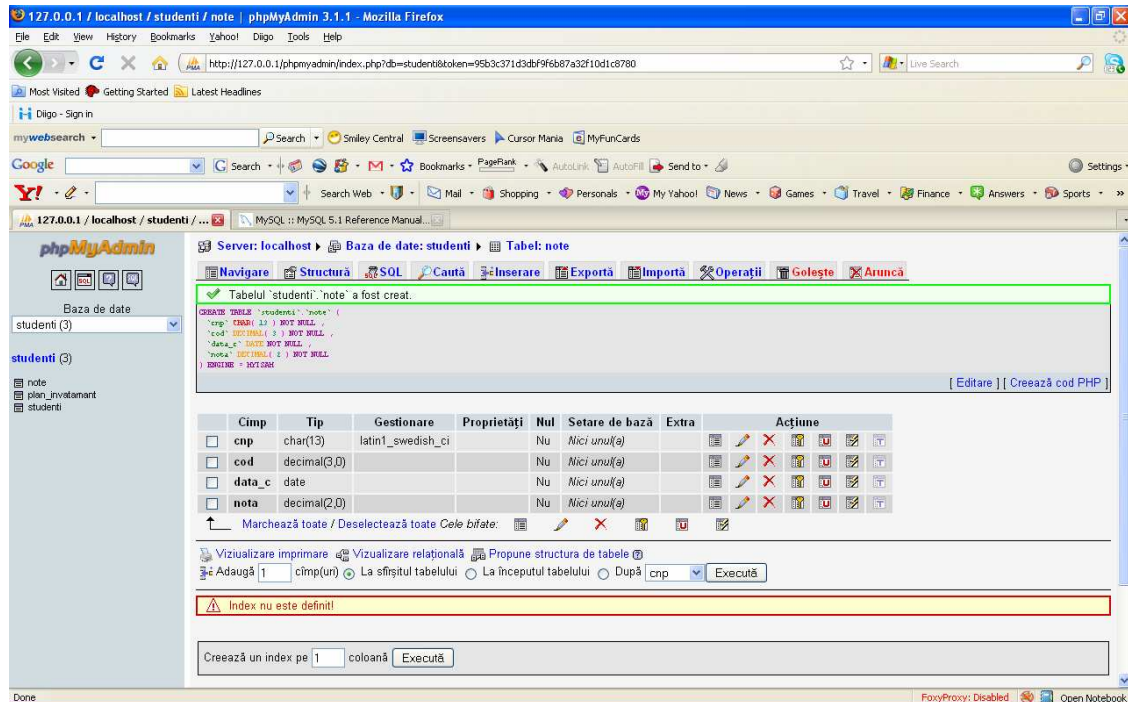 127.0.0.1 / localhost / studenti / note | phpMyAdmin 3.1.1 - Mozilla Firefox
File Edit View History Bookmarks Yahoo! Diigo Tools Help
http://127.0.0.1/phpmyadmin/index.php?db=studenti&token=95b3c371d3dbf9f6b87a32f10d1c8780
Live Search
Most Visited Getting Started Latest Headlines
Diigo - Sign in
mywebsearch Search Smiley Central Screensavers Cursor Mania MyFunCards
Google Search Bookmarks PageRank AutoLink AutoFill Send to Settings
Y! Search Web Mail Shopping Personals My Yahoo! News Games Travel Finance Answers Sports »
127.0.0.1 / localhost / studenti / ... MySQL :: MySQL 5.1 Reference Manual...
phpMyAdmin
Baza de date
studenti (3)
studenti (3)
note
plan_invatamant
studenti
Server: localhost Baza de date: studenti Tabel: note
Navigare Structură SQL Caută Inserare Exportă Importă Operaţii Goleşte Aruncă
Tabelul `studenti`.`note` a fost creat.
CREATE TABLE `studenti`.`note` (
`cnp` CHAR( 13 ) NOT NULL ,
`cod` DECIMAL( 3 ) NOT NULL ,
`data_c` DATE NOT NULL ,
`nota` DECIMAL( 2 ) NOT NULL
) ENGINE = MYISAM
[ Editare ] [ Creează cod PHP ]
Cîmp Tip Gestionare Proprietăţi Nul Setare de bază Extra Acţiune
cnp char(13) latin1_swedish_ci Nu Nici unul(a)
cod decimal(3,0) Nu Nici unul(a)
data_c date Nu Nici unul(a)
nota decimal(2,0) Nu Nici unul(a)
Marchează toate / Deselectează toate Cele bifate:
Viziualizare imprimare Vizualizare relaţională Propune structura de tabele
Adaugă 1 cîmp(uri) La sfîrşitul tabelului La începutul tabelului După cnp Execută
Index nu este definit!
Creează un index pe 1 coloană Execută
Done
FoxyProxy: Disabled Open Notebook